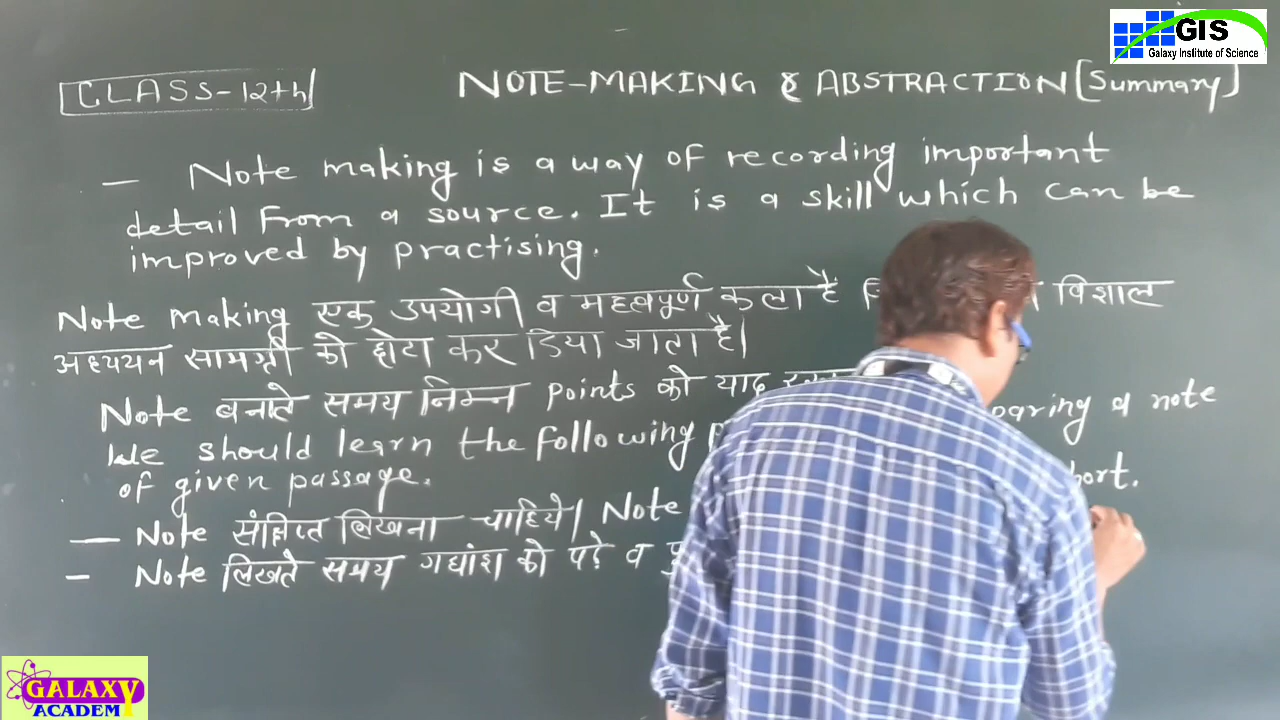 GIS
Galaxy Institute of Science
CLASS-12th
NOTE-MAKING & ABSTRACTION (Summary)
— Note making is a way of recording important
detail from a source. It is a skill which can be
improved by practising.
Note making एक उपयोगी व महत्वपूर्ण कला है विशाल
अध्ययन सामग्री को छोटा कर दिया जाता है।
Note बनाते समय निम्न points को याद
We should learn the following a note
of given passage.
— Note संक्षिप्त लिखना चाहिये। Note short.
- Note लिखते समय गद्यांश को पढ़े व
GALAXY
ACADEM